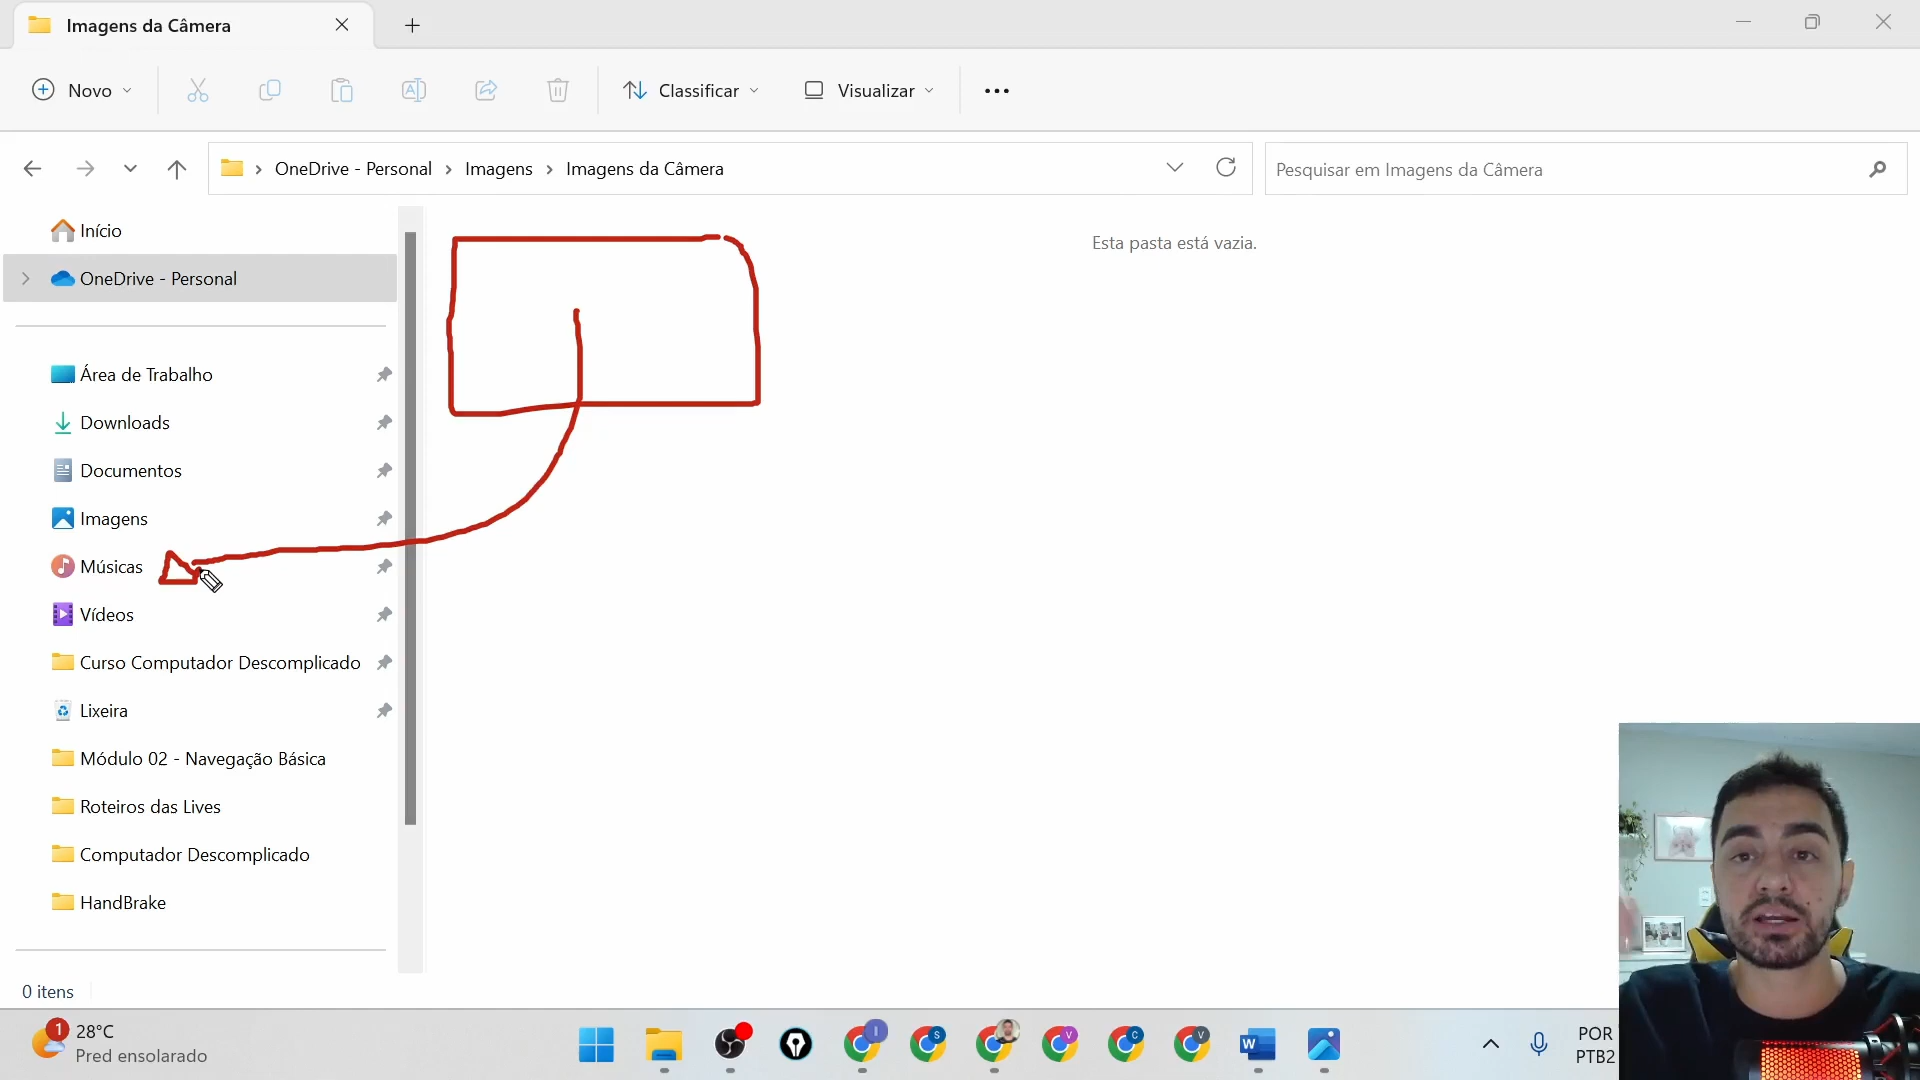 Imagens da Câmera
Novo
Classificar
Visualizar
OneDrive - Personal > Imagens > Imagens da Câmera
Pesquisar em Imagens da Câmera
Início
OneDrive - Personal
Área de Trabalho
Downloads
Documentos
Imagens
Músicas
Vídeos
Curso Computador Descomplicado
Lixeira
Módulo 02 - Navegação Básica
Roteiros das Lives
Computador Descomplicado
HandBrake
Esta pasta está vazia.
0 itens
1
28°C
Pred ensolarado
I
S
V
C
V
W
POR
PTB2